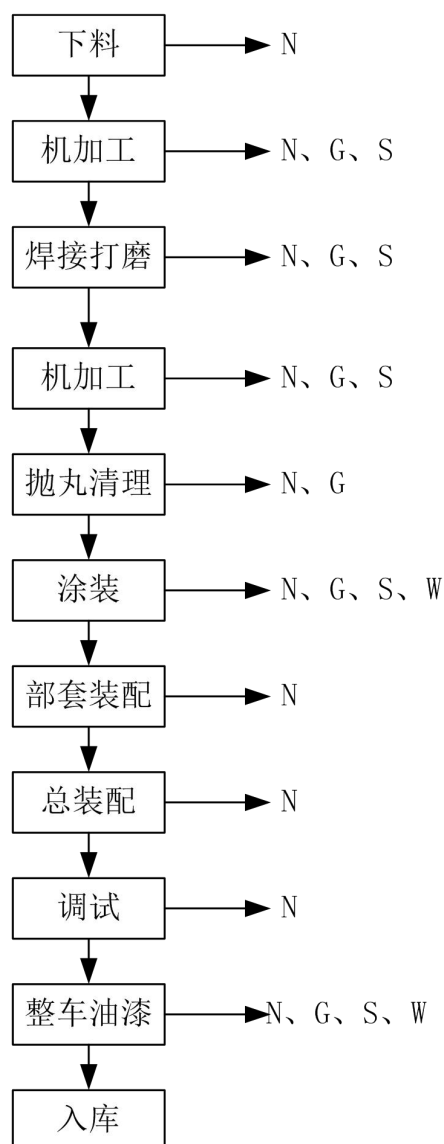 下料 N
机加工 N、G、S
焊接打磨 N、G、S
机加工 N、G、S
抛丸清理 N、G
涂装 N、G、S、W
部套装配 N
总装配 N
调试 N
整车油漆 N、G、S、W
入库